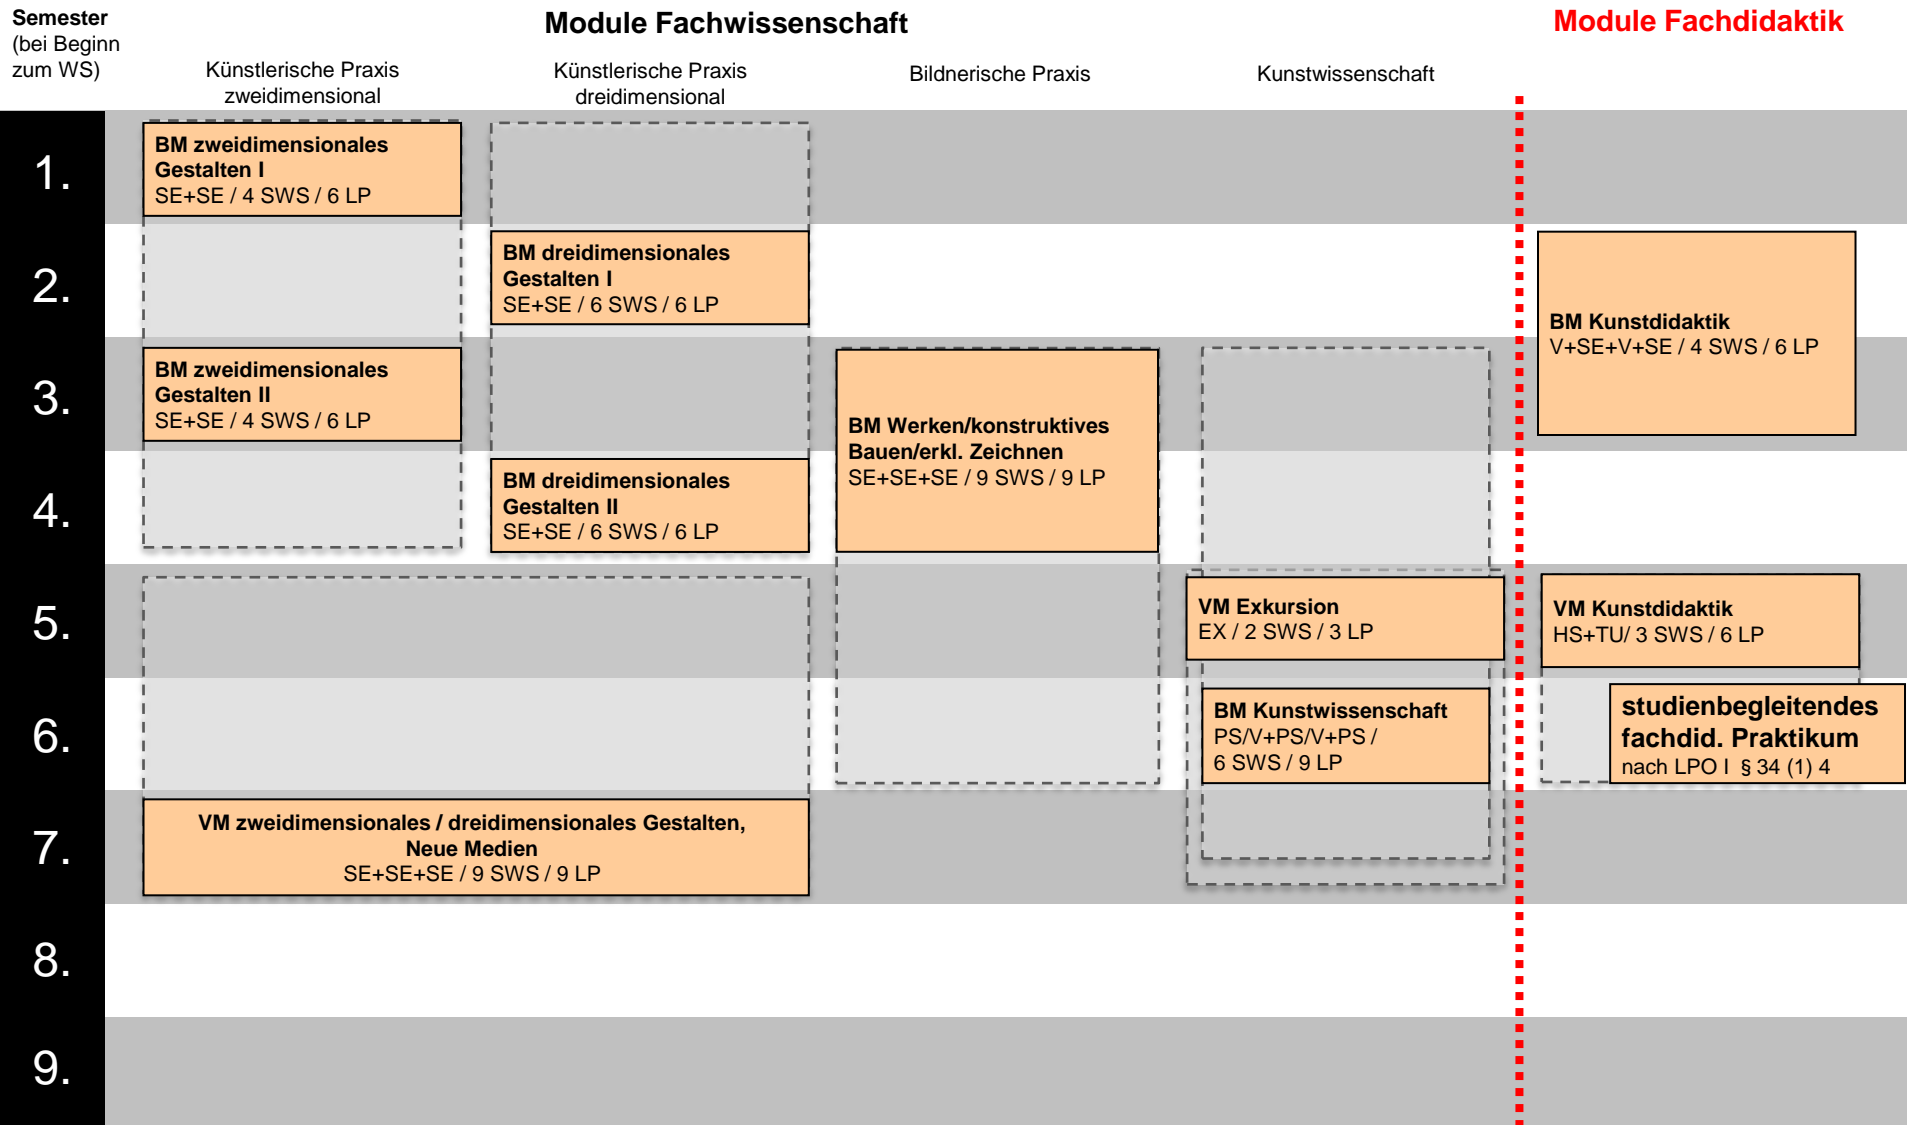 Semester
(bei Beginn
zum WS)
Module Fachwissenschaft
Module Fachdidaktik
Künstlerische Praxis
zweidimensional
Künstlerische Praxis
dreidimensional
Bildnerische Praxis
Kunstwissenschaft
1.
BM zweidimensionales
Gestalten I
SE+SE / 4 SWS / 6 LP
2.
BM dreidimensionales
Gestalten I
SE+SE / 6 SWS / 6 LP
BM Kunstdidaktik
V+SE+V+SE / 4 SWS / 6 LP
3.
BM zweidimensionales
Gestalten II
SE+SE / 4 SWS / 6 LP
BM Werken/konstruktives
Bauen/erkl. Zeichnen
SE+SE+SE / 9 SWS / 9 LP
4.
BM dreidimensionales
Gestalten II
SE+SE / 6 SWS / 6 LP
5.
VM Exkursion
EX / 2 SWS / 3 LP
VM Kunstdidaktik
HS+TU/ 3 SWS / 6 LP
6.
BM Kunstwissenschaft
PS/V+PS/V+PS /
6 SWS / 9 LP
studienbegleitendes
fachdid. Praktikum
nach LPO I § 34 (1) 4
7.
VM zweidimensionales / dreidimensionales Gestalten,
Neue Medien
SE+SE+SE / 9 SWS / 9 LP
8.
9.